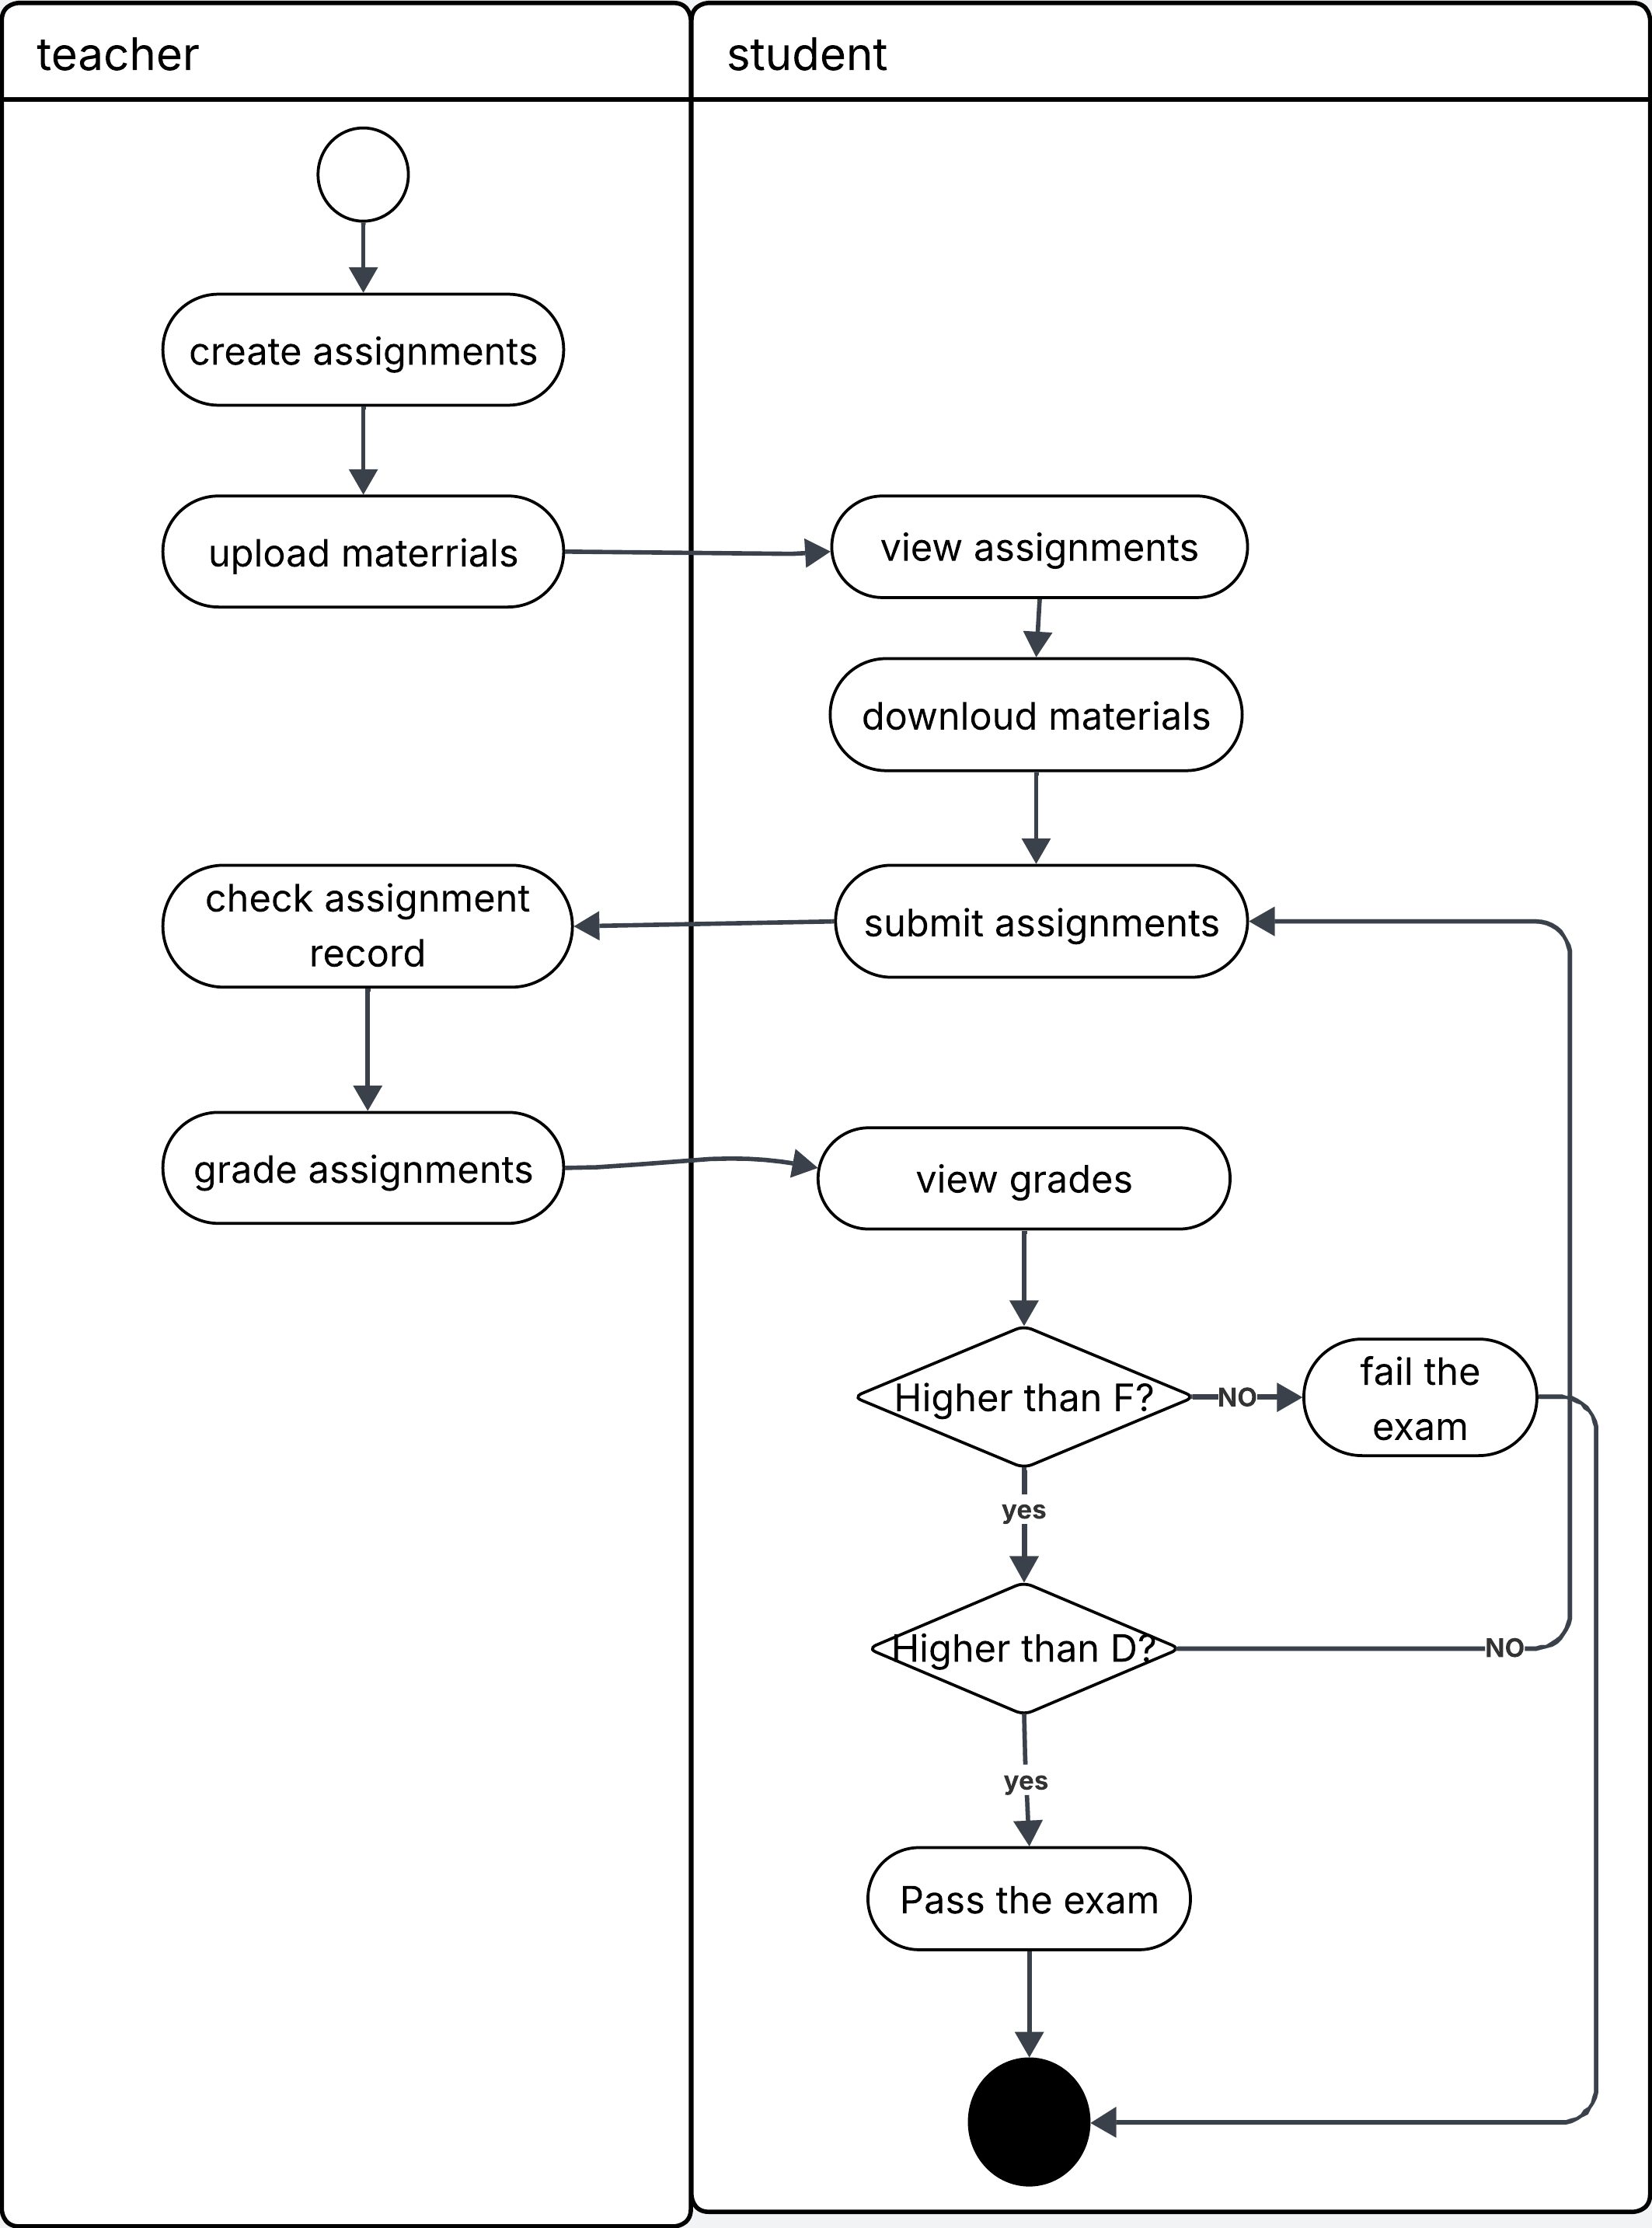 teacher
student
create assignments
upload materrials
view assignments
downloud materials
check assignment
record
submit assignments
grade assignments
view grades
Higher than F?
NO
fail the
exam
yes
Higher than D?
NO
yes
Pass the exam